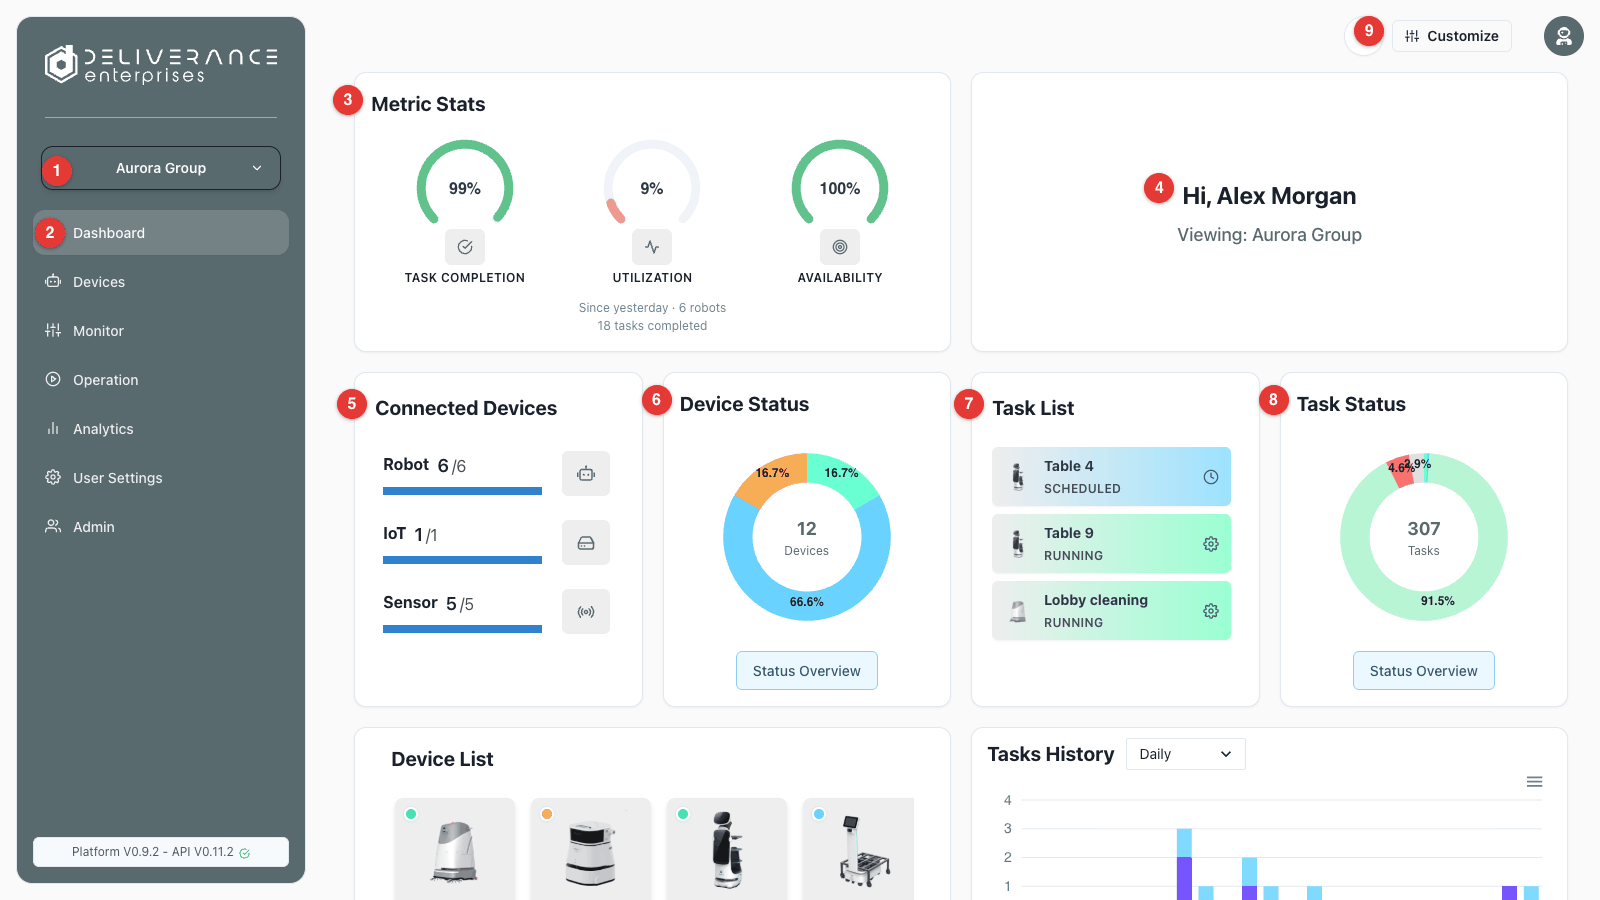 DELIVERANCE
enterprises
1
Aurora Group
2
Dashboard
Devices
Monitor
Operation
Analytics
User Settings
Admin
Platform V0.9.2 - API V0.11.2
9
Customize
3
Metric Stats
99%
9%
100%
TASK COMPLETION
UTILIZATION
AVAILABILITY
Since yesterday · 6 robots
18 tasks completed
4
Hi, Alex Morgan
Viewing: Aurora Group
5
Connected Devices
Robot 6 /6
IoT 1 /1
Sensor 5 /5
6
Device Status
16.7%
16.7%
12
Devices
66.6%
Status Overview
7
Task List
Table 4
SCHEDULED
Table 9
RUNNING
Lobby cleaning
RUNNING
8
Task Status
4.6%
2.9%
307
Tasks
91.5%
Status Overview
Device List
Tasks History
Daily
4
3
2
1